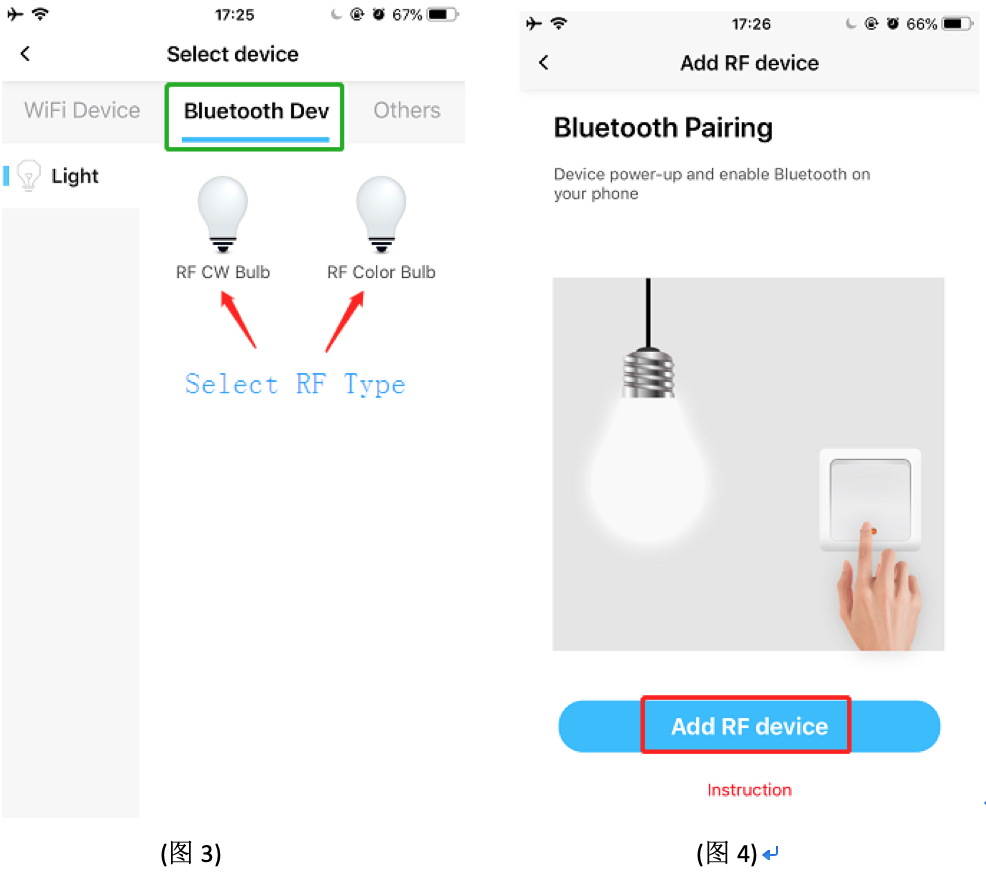 17:25
67%
Select device
WiFi Device
Bluetooth Dev
Others
Light
RF CW Bulb
RF Color Bulb
Select RF Type
(图 3)
17:26
66%
Add RF device
Bluetooth Pairing
Device power-up and enable Bluetooth on
your phone
Add RF device
Instruction
(图 4)